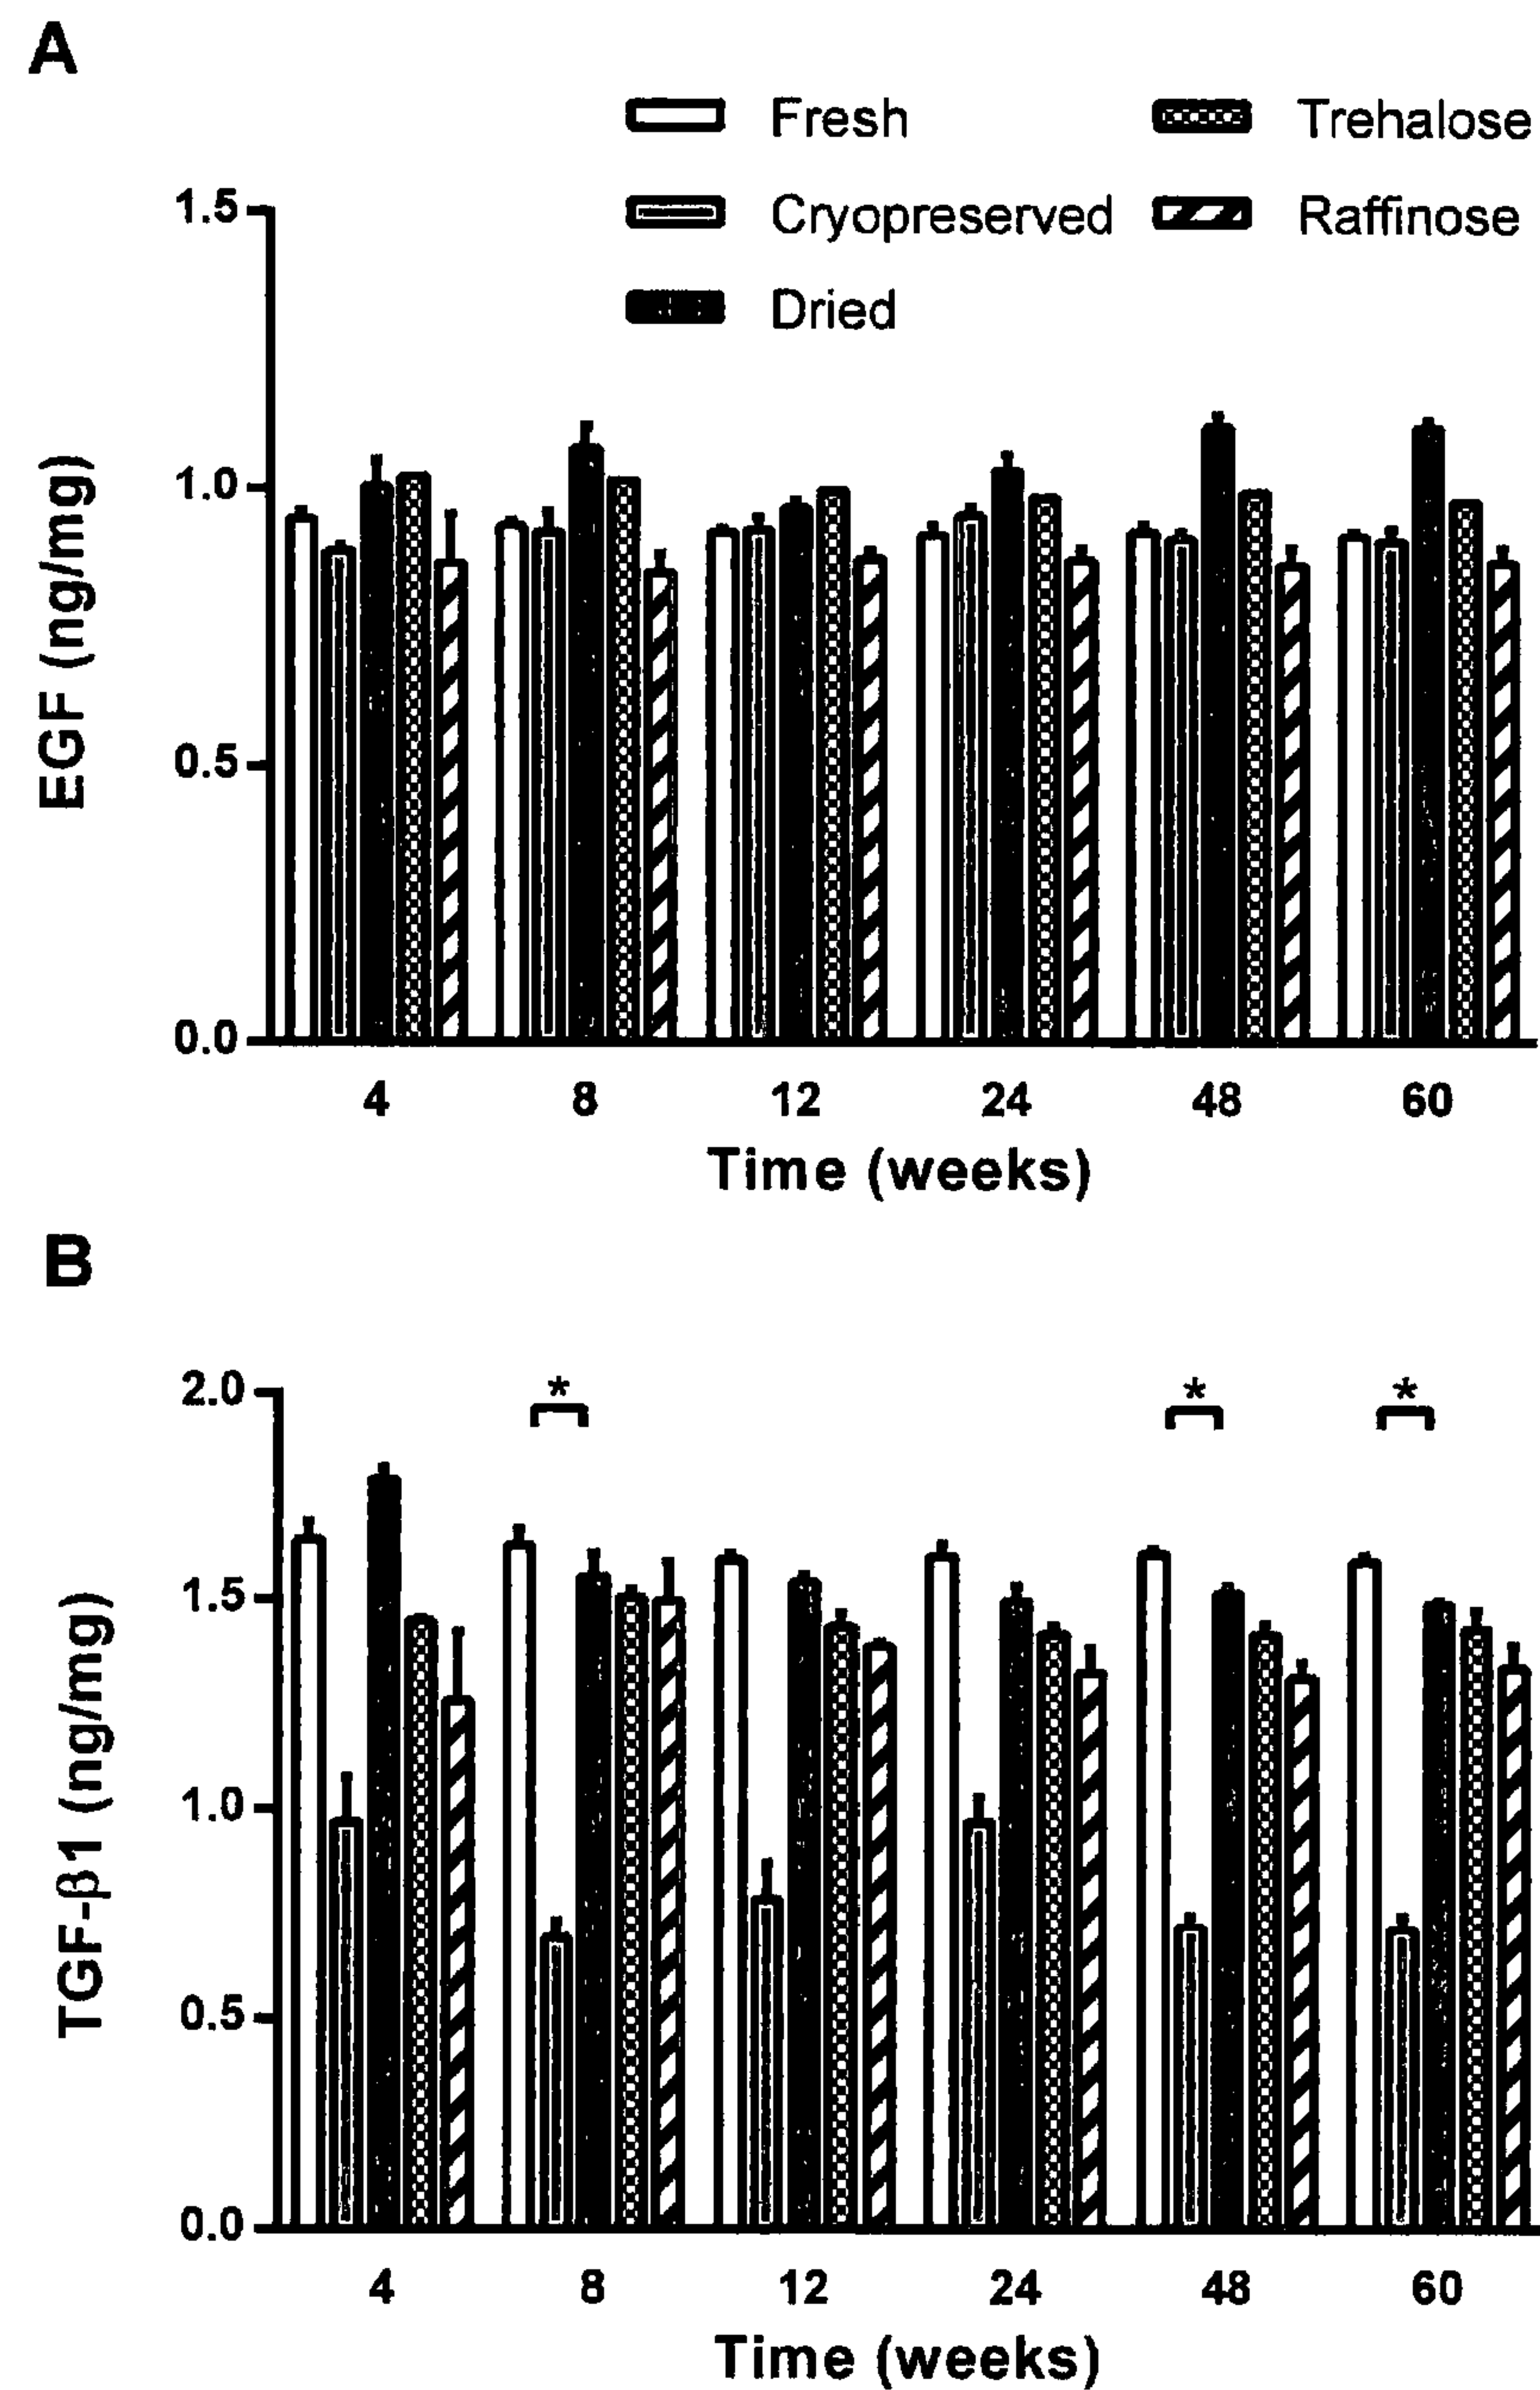 A
Fresh
Trehalose
Cryopreserved
Raffinose
Dried
1.5
1.0
0.5
0.0
EGF (ng/mg)
4 8 12 24 48 60
Time (weeks)
B
2.0
* * *
1.5
1.0
0.5
0.0
TGF-β1 (ng/mg)
4 8 12 24 48 60
Time (weeks)